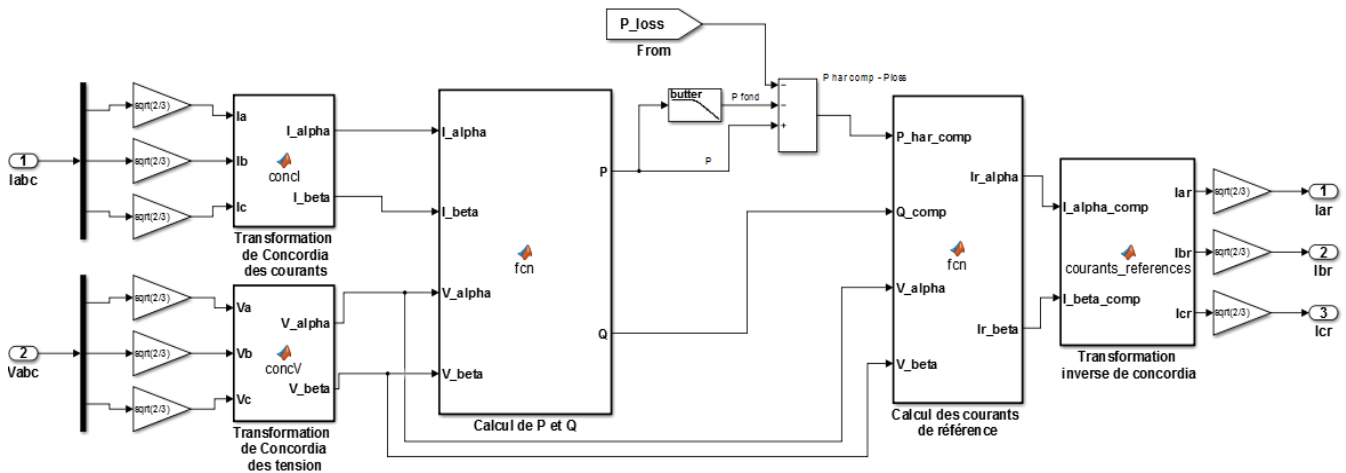 P_loss
From
butter
P fond
P har comp - Ploss
P
1
Iabc
sqrt(2/3)
sqrt(2/3)
sqrt(2/3)
Ia
Ib
Ic
concI
I_alpha
I_beta
Transformation
de Concordia
des courants
2
Vabc
sqrt(2/3)
sqrt(2/3)
sqrt(2/3)
Va
Vb
Vc
concV
V_alpha
V_beta
Transformation
de Concordia
des tension
I_alpha
I_beta
V_alpha
V_beta
fcn
P
Q
Calcul de P et Q
P_har_comp
Q_comp
V_alpha
V_beta
fcn
Ir_alpha
Ir_beta
Calcul des courants
de référence
I_alpha_comp
I_beta_comp
courants_references
Iar
Ibr
Icr
Transformation
inverse de concordia
sqrt(2/3)
sqrt(2/3)
sqrt(2/3)
1
Iar
2
Ibr
3
Icr